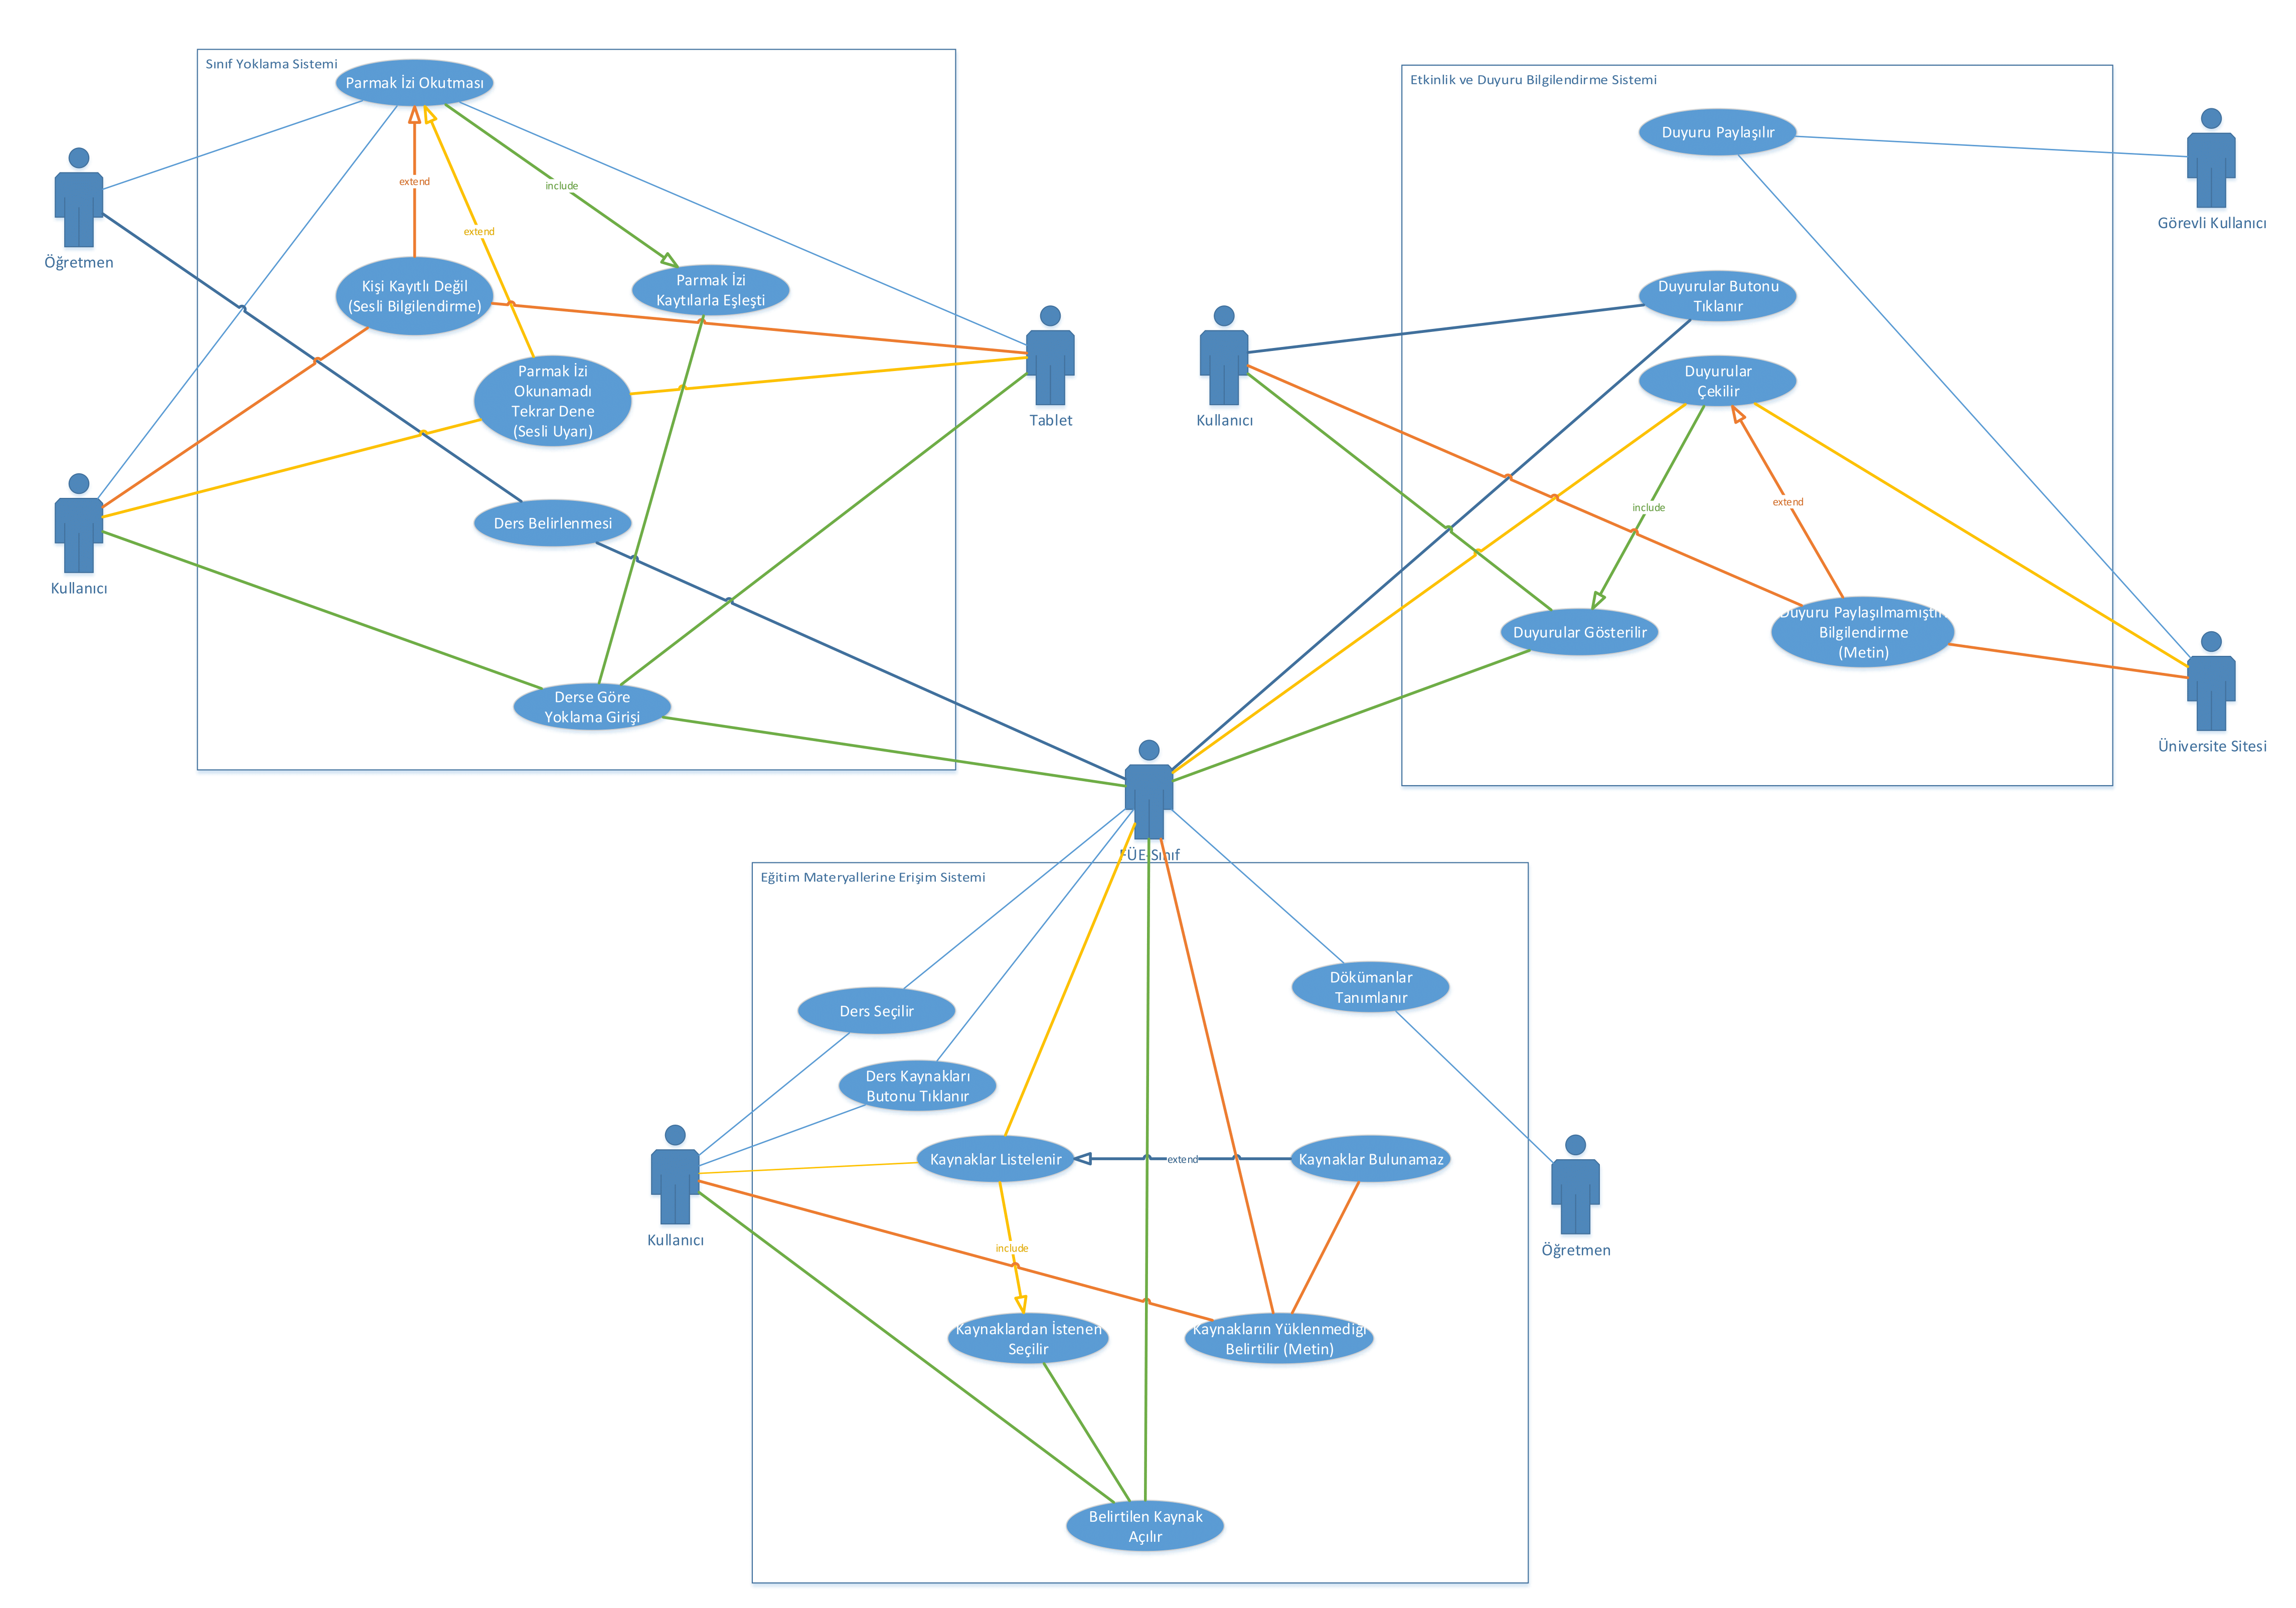 Sınıf Yoklama Sistemi
Parmak İzi Okutması
extend
include
extend
Öğretmen
Kişi Kayıtlı Değil
(Sesli Bilgilendirme)
Parmak İzi
Kaytılarla Eşleşti
Parmak İzi
Okunamadı
Tekrar Dene
(Sesli Uyarı)
Tablet
Ders Belirlenmesi
Kullanıcı
Derse Göre
Yoklama Girişi
Etkinlik ve Duyuru Bilgilendirme Sistemi
Duyuru Paylaşılır
Görevli Kullanıcı
Duyurular Butonu
Tıklanır
Duyurular
Çekilir
Kullanıcı
include
extend
Duyurular Gösterilir
Duyuru Paylaşılmamıştır
Bilgilendirme
(Metin)
Üniversite Sitesi
FÜE-Sınıf
Eğitim Materyallerine Erişim Sistemi
Ders Seçilir
Dökümanlar
Tanımlanır
Ders Kaynakları
Butonu Tıklanır
Kaynaklar Listelenir
extend
Kaynaklar Bulunamaz
Kullanıcı
include
Öğretmen
Kaynaklardan İstenen
Seçilir
Kaynakların Yüklenmediği
Belirtilir (Metin)
Belirtilen Kaynak
Açılır